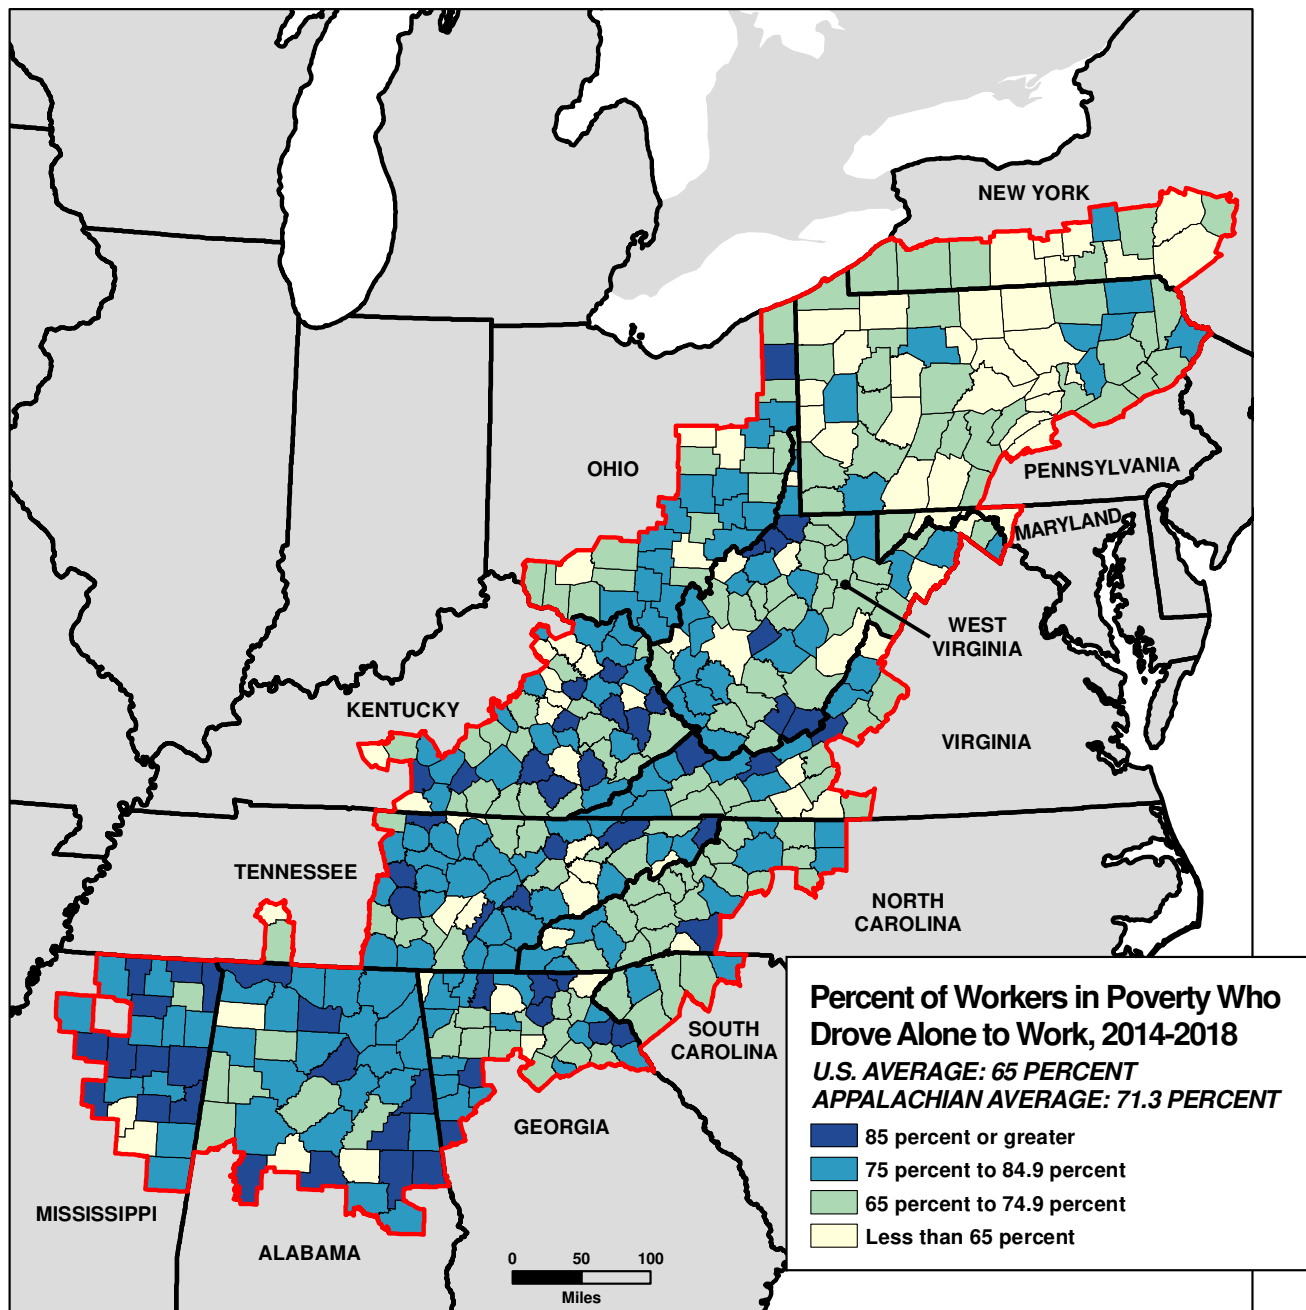 NEW YORK
OHIO
PENNSYLVANIA
MARYLAND
WEST
VIRGINIA
KENTUCKY
VIRGINIA
TENNESSEE
NORTH
CAROLINA
SOUTH
CAROLINA
GEORGIA
MISSISSIPPI
ALABAMA
0 50 100
Miles
Percent of Workers in Poverty Who
Drove Alone to Work, 2014-2018
U.S. AVERAGE: 65 PERCENT
APPALACHIAN AVERAGE: 71.3 PERCENT
85 percent or greater
75 percent to 84.9 percent
65 percent to 74.9 percent
Less than 65 percent